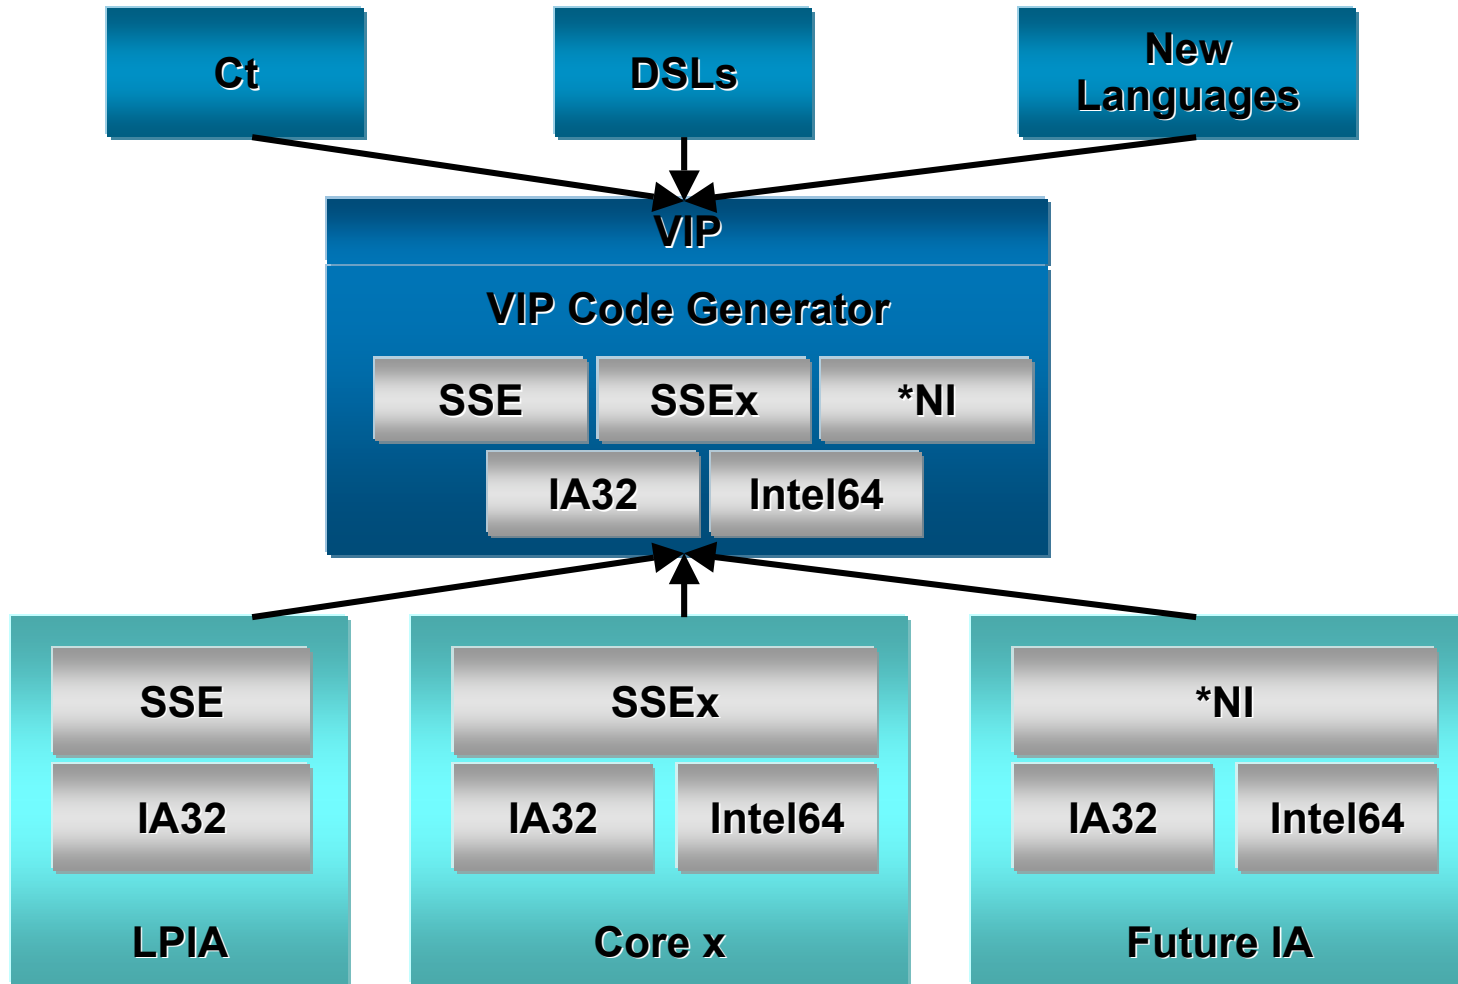 Ct
DSLs
New
Languages
VIP
VIP Code Generator
SSE
SSEx
*NI
IA32
Intel64
SSE
IA32
LPIA
SSEx
IA32
Intel64
Core x
*NI
IA32
Intel64
Future IA